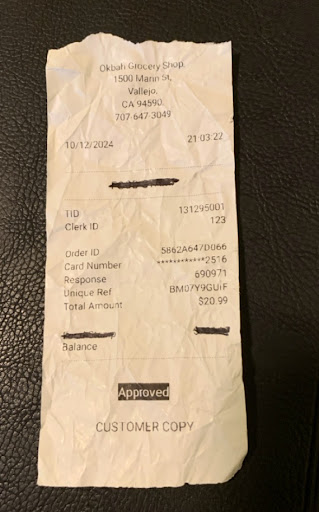 Okbah Grocery Shop,
1500 Marin St,
Vallejo,
CA 94590,
707 647 3049
10/12/2024 21:03:22
TID 131295001
Clerk ID 123
Order ID 5862A647D066
Card Number ************2516
Response 690971
Unique Ref BM07Y9GUIF
Total Amount $20.99
Balance
Approved
CUSTOMER COPY